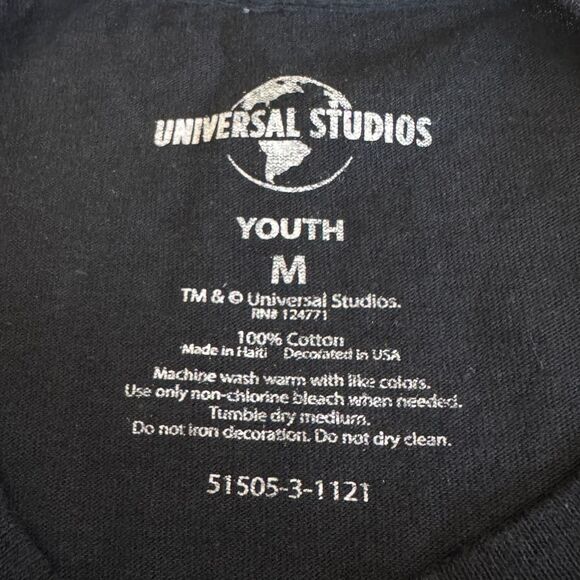 UNIVERSAL STUDIOS
YOUTH
M
TM & © Universal Studios.
RN# 124771
100% Cotton
Made in Haiti Decorated in USA
Machine wash warm with like colors.
Use only non-chlorine bleach when needed.
Tumble dry medium.
Do not iron decoration. Do not dry clean.
51505-3-1121